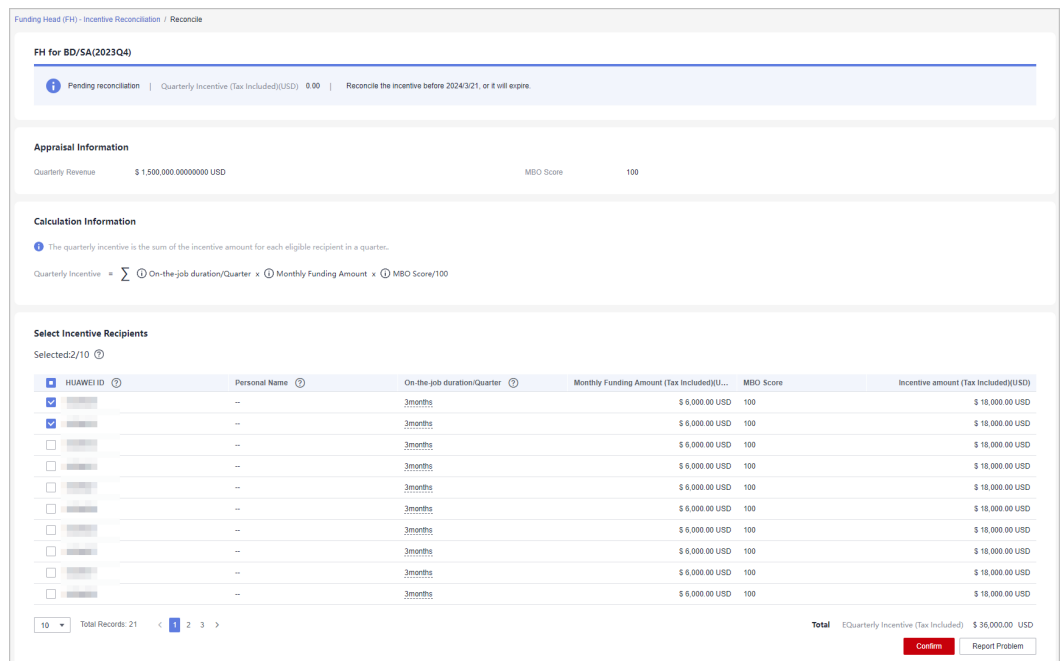 Funding Head (FH) - Incentive Reconciliation / Reconcile
FH for BD/SA(2023Q4)
Pending reconciliation | Quarterly Incentive (Tax Included)(USD) 0.00 | Reconcile the incentive before 2024/3/21, or it will expire.
Appraisal Information
Quarterly Revenue $ 1,500,000.00000000 USD MBO Score 100
Calculation Information
The quarterly incentive is the sum of the incentive amount for each eligible recipient in a quarter..
Quarterly Incentive = ∑ On-the-job duration/Quarter x Monthly Funding Amount x MBO Score/100
Select Incentive Recipients
Selected:2/10
HUAWEI ID Personal Name On-the-job duration/Quarter Monthly Funding Amount (Tax Included)(U... MBO Score Incentive amount (Tax Included)(USD)
-- 3months $ 6,000.00 USD 100 $ 18,000.00 USD
-- 3months $ 6,000.00 USD 100 $ 18,000.00 USD
-- 3months $ 6,000.00 USD 100 $ 18,000.00 USD
-- 3months $ 6,000.00 USD 100 $ 18,000.00 USD
-- 3months $ 6,000.00 USD 100 $ 18,000.00 USD
-- 3months $ 6,000.00 USD 100 $ 18,000.00 USD
-- 3months $ 6,000.00 USD 100 $ 18,000.00 USD
-- 3months $ 6,000.00 USD 100 $ 18,000.00 USD
-- 3months $ 6,000.00 USD 100 $ 18,000.00 USD
-- 3months $ 6,000.00 USD 100 $ 18,000.00 USD
10 Total Records: 21 < 1 2 3 > Total EQuarterly Incentive (Tax Included) $ 36,000.00 USD
Confirm Report Problem